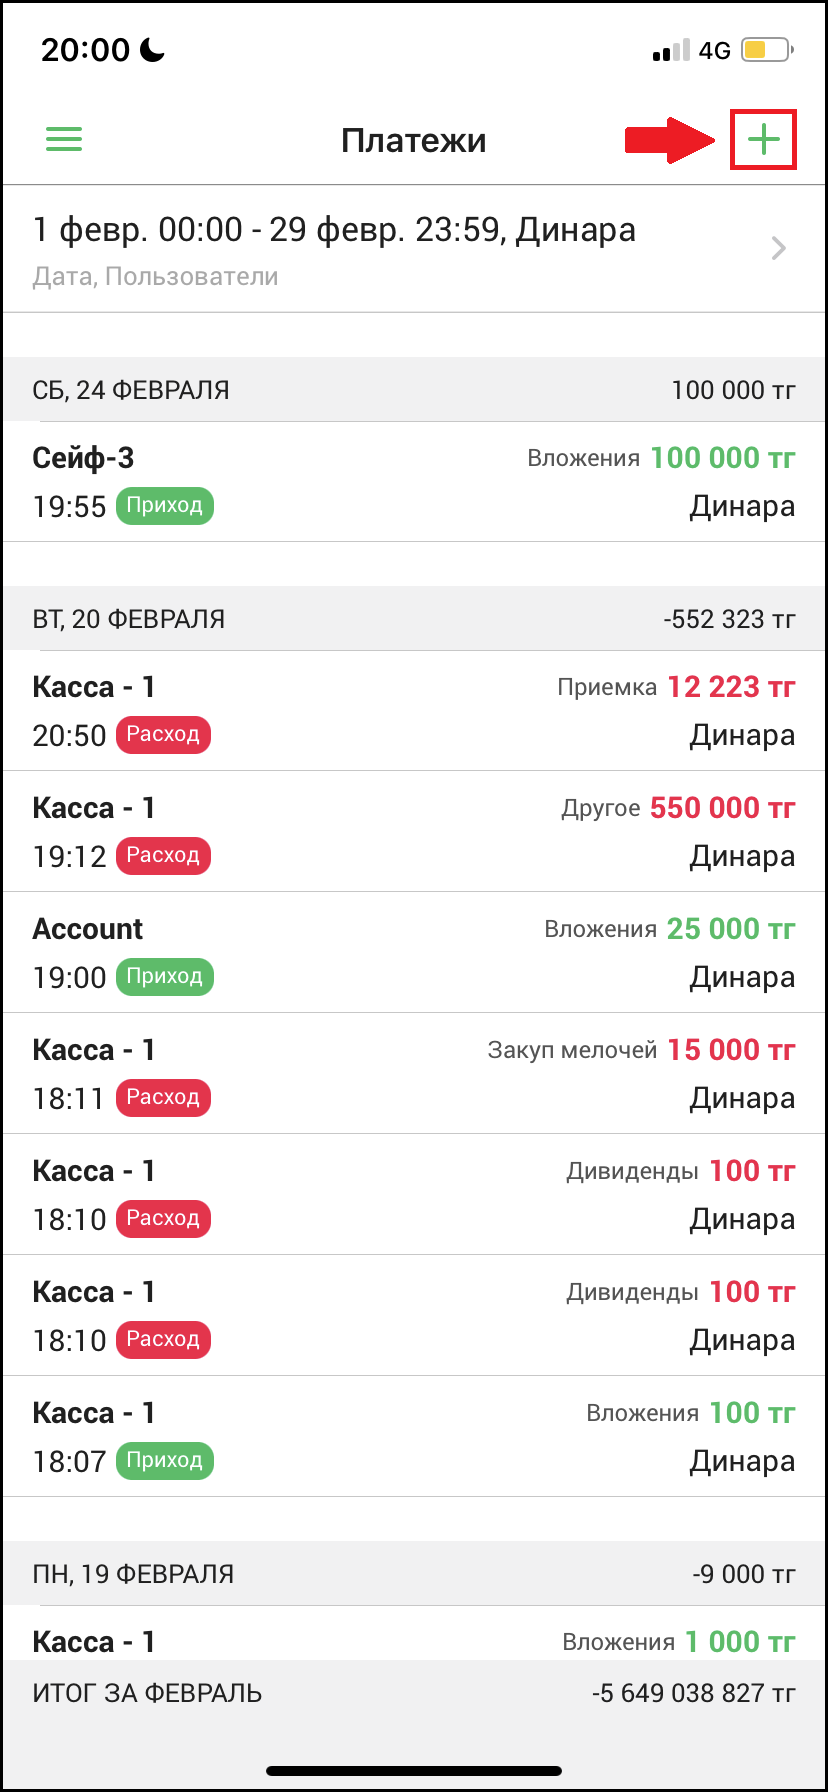 20:00 4G
Платежи
1 февр. 00:00 - 29 февр. 23:59, Динара
Дата, Пользователи
СБ, 24 ФЕВРАЛЯ 100 000 тг
Сейф-3 Вложения 100 000 тг
19:55 Приход Динара
ВТ, 20 ФЕВРАЛЯ -552 323 тг
Касса - 1 Приемка 12 223 тг
20:50 Расход Динара
Касса - 1 Другое 550 000 тг
19:12 Расход Динара
Account Вложения 25 000 тг
19:00 Приход Динара
Касса - 1 Закуп мелочей 15 000 тг
18:11 Расход Динара
Касса - 1 Дивиденды 100 тг
18:10 Расход Динара
Касса - 1 Дивиденды 100 тг
18:10 Расход Динара
Касса - 1 Вложения 100 тг
18:07 Приход Динара
ПН, 19 ФЕВРАЛЯ -9 000 тг
Касса - 1 Вложения 1 000 тг
ИТОГ ЗА ФЕВРАЛЬ -5 649 038 827 тг